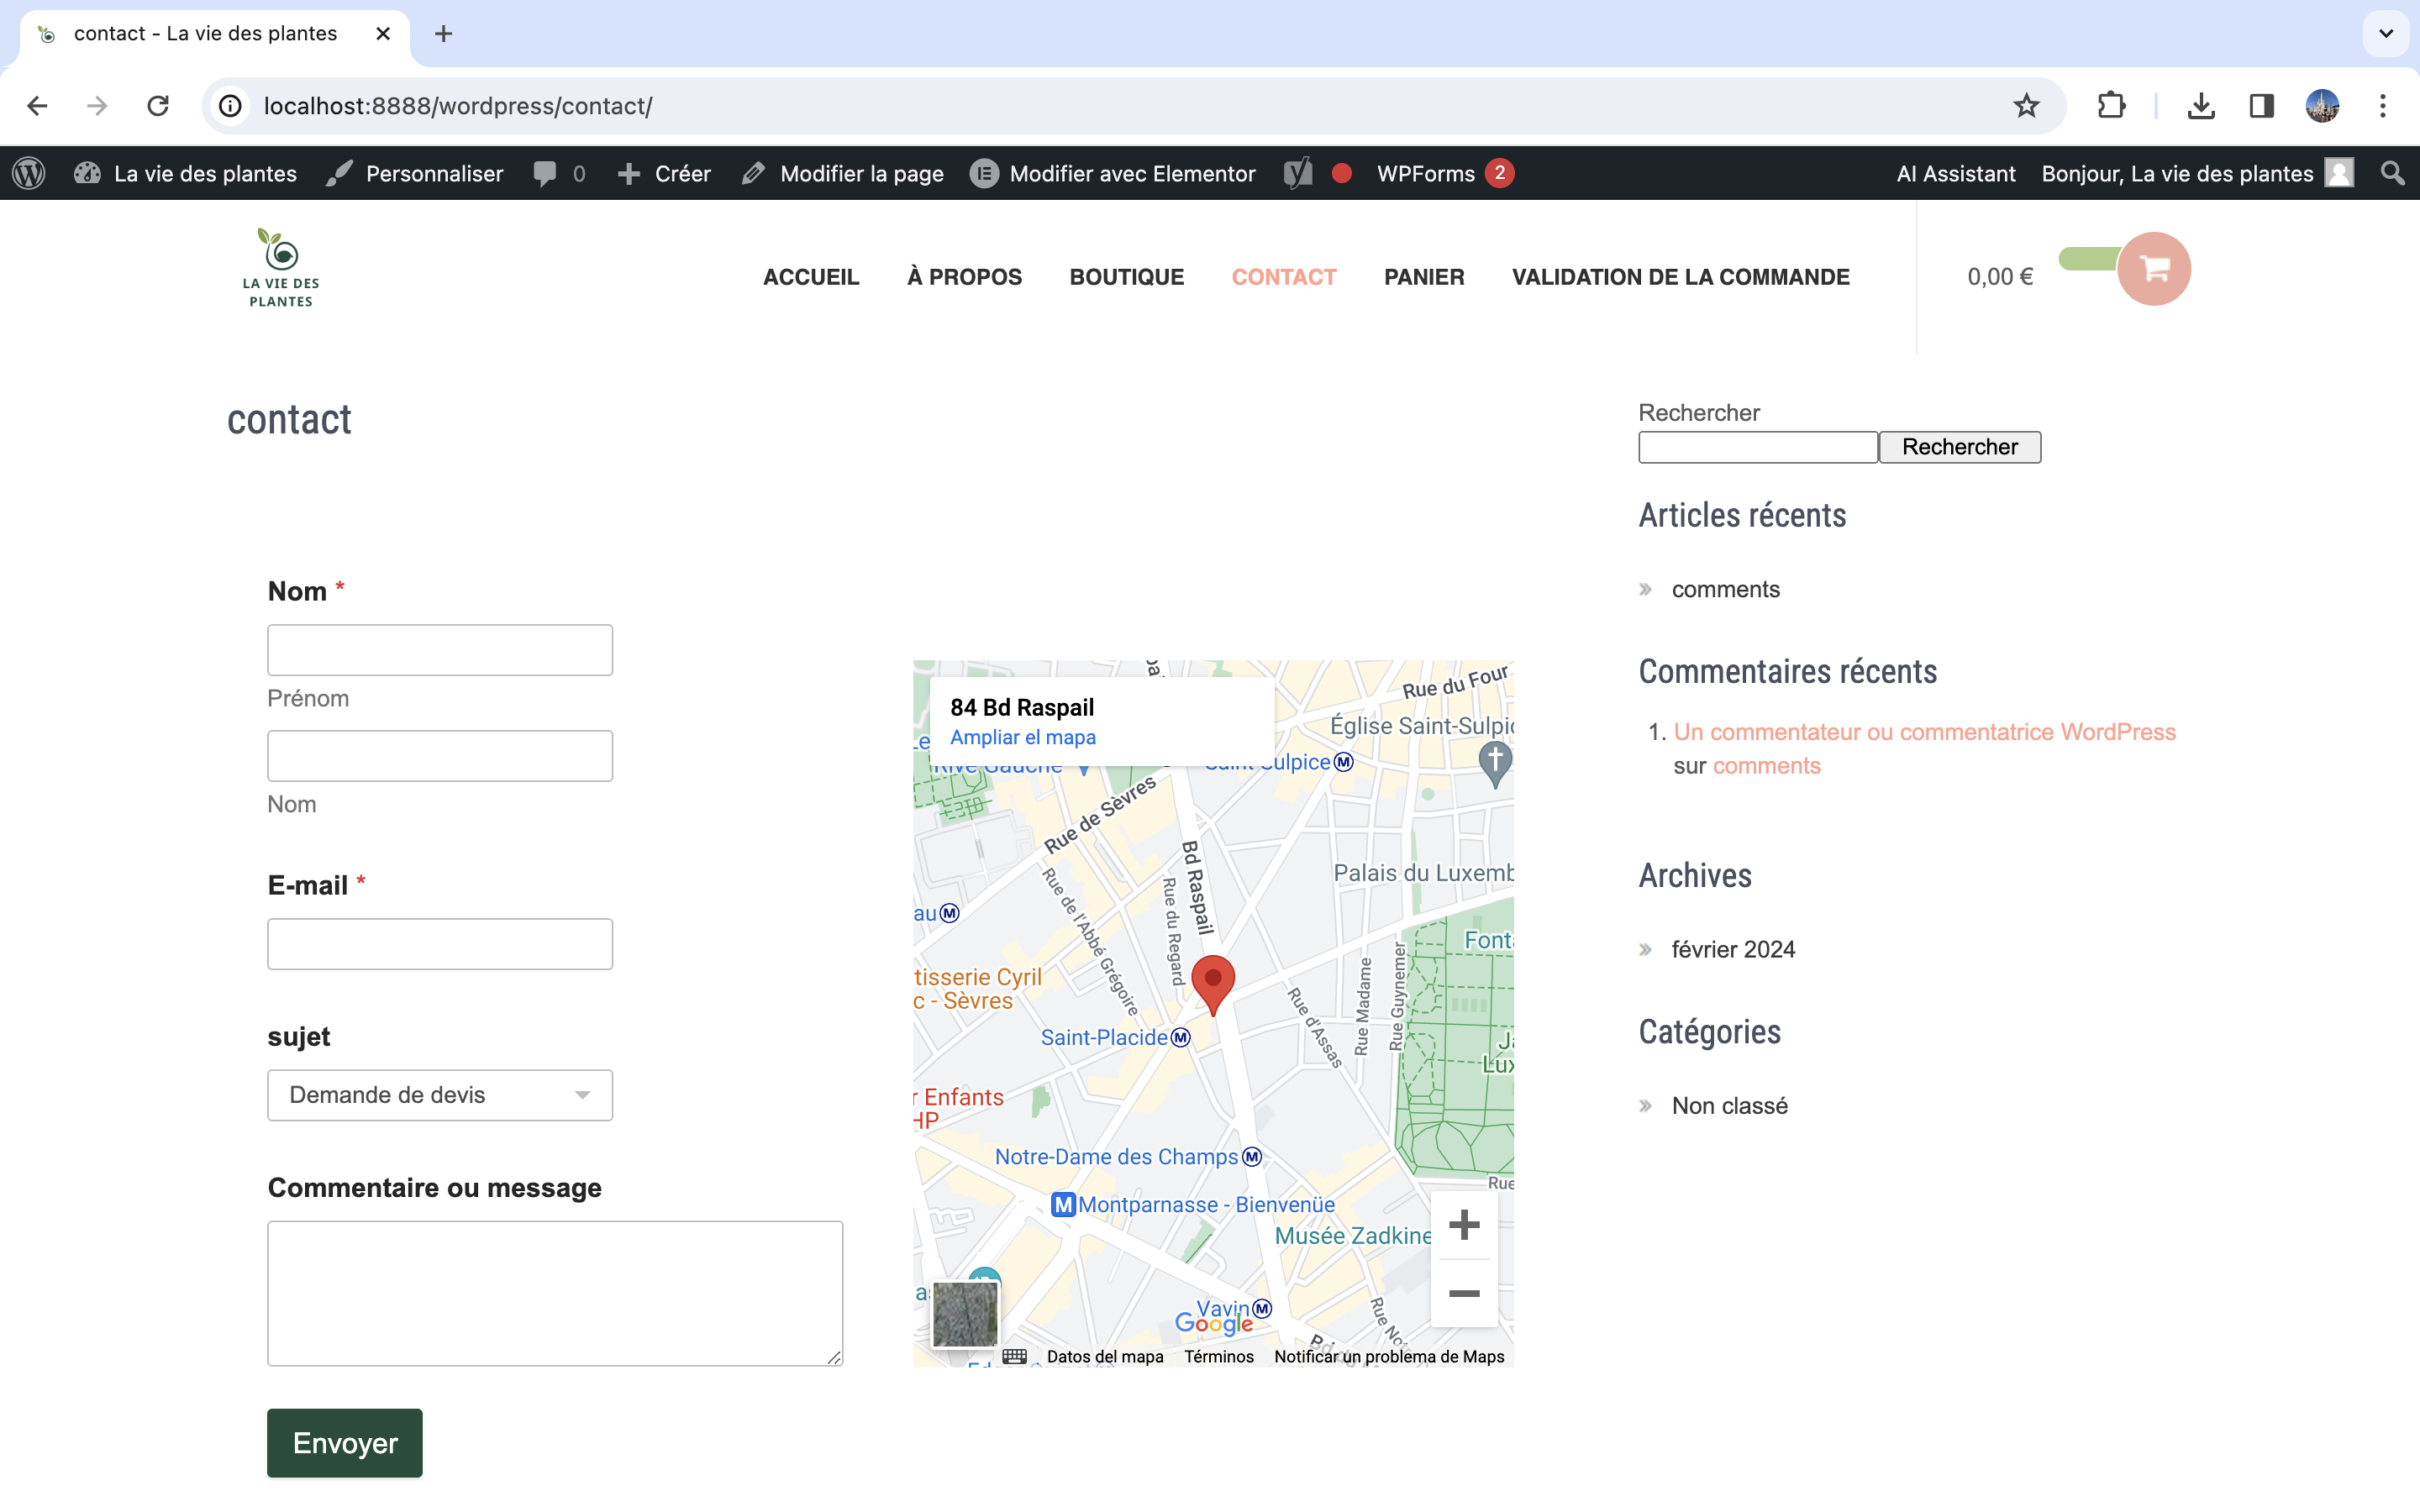 contact - La vie des plantes
localhost:8888/wordpress/contact/
La vie des plantes Personnaliser 0 Créer Modifier la page Modifier avec Elementor WPForms 2 AI Assistant Bonjour, La vie des plantes
LA VIE DES
PLANTES
ACCUEIL À PROPOS BOUTIQUE CONTACT PANIER VALIDATION DE LA COMMANDE 0,00 €
contact
Nom *
Prénom
Nom
E-mail *
sujet
Demande de devis
Commentaire ou message
Envoyer
84 Bd Raspail
Ampliar el mapa
Rue du Four
Église Saint-Sulpic
Rive Gauche
Saint-Sulpice
Rue de Sèvres
Bd Raspail
Palais du Luxemb
Rue de l'Abbé Grégoire
Rue du Regard
au
Font
tisserie Cyril
c - Sèvres
Rue Madame
Rue Guynemer
Rue d'Assas
Saint-Placide
Lux
r Enfants
HP
Notre-Dame des Champs
Rue
Montparnasse - Bienvenüe
Musée Zadkine
Vavin
Google
Datos del mapa Términos Notificar un problema de Maps
Rechercher
Rechercher
Articles récents
» comments
Commentaires récents
1. Un commentateur ou commentatrice WordPress
sur comments
Archives
» février 2024
Catégories
» Non classé